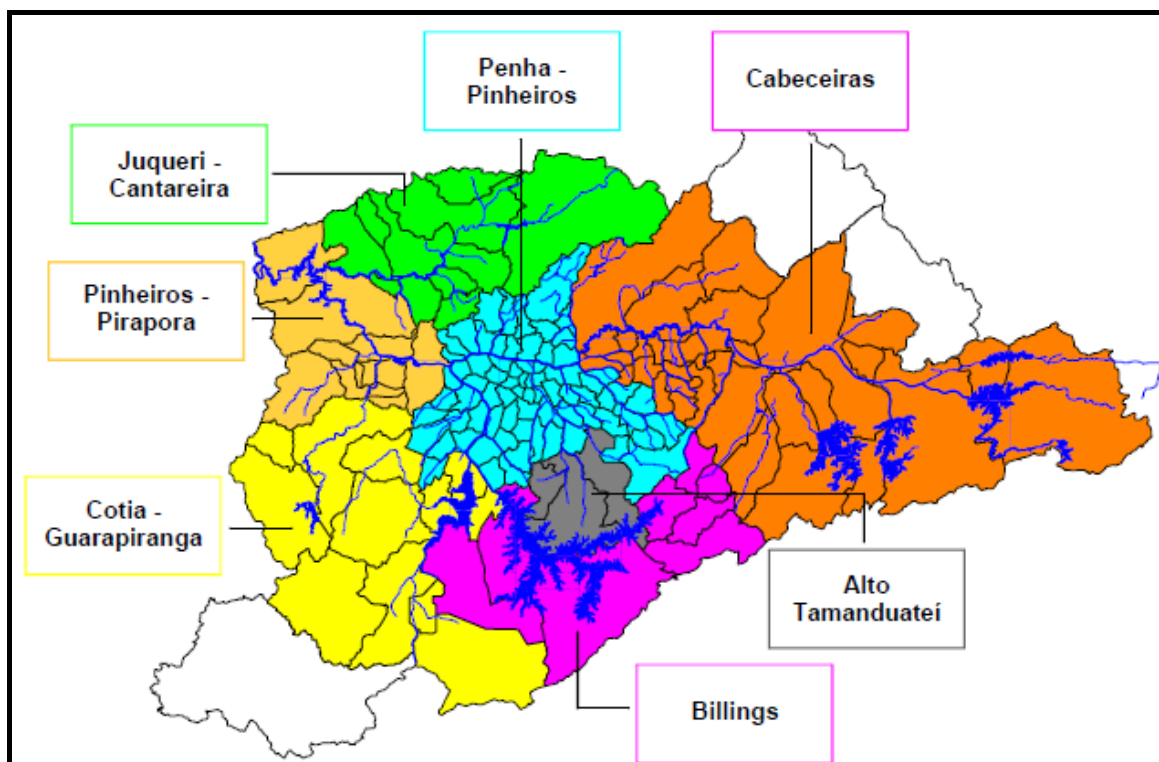 Penha -
Pinheiros
Cabeceiras
Juqueri -
Cantareira
Pinheiros -
Pirapora
Cotia -
Guarapiranga
Alto
Tamanduateí
Billings